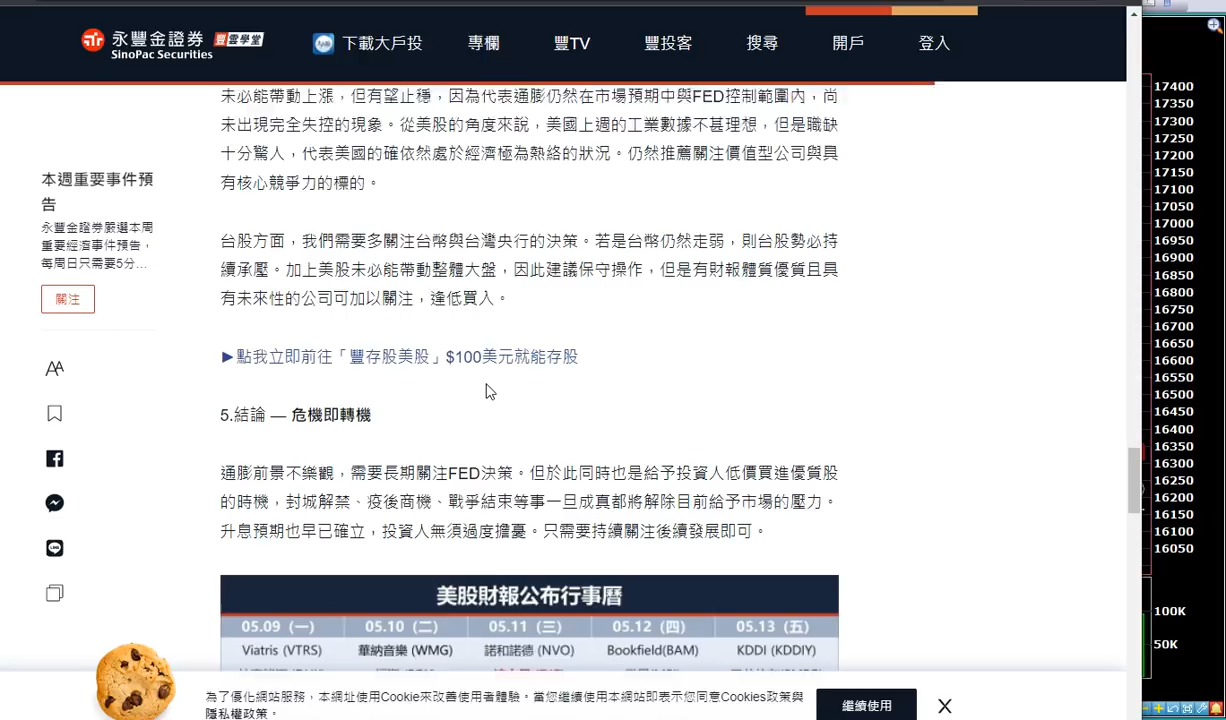 永豐金證券 豐雲學堂
SinoPac Securities
下載大戶投 專欄 豐TV 豐投客 搜尋 開戶 登入
未必能帶動上漲，但有望止穩，因為代表通膨仍然在市場預期中與FED控制範圍內，尚
未出現完全失控的現象。從美股的角度來說，美國上週的工業數據不甚理想，但是職缺
十分驚人，代表美國的確依然處於經濟極為熱絡的狀況。仍然推薦關注價值型公司與具
有核心競爭力的標的。
本週重要事件預
告
永豐金證券嚴選本周
重要經濟事件預告，
每周日只需要5分...
關注
台股方面，我們需要多關注台幣與台灣央行的決策。若是台幣仍然走弱，則台股勢必持
續承壓。加上美股未必能帶動整體大盤，因此建議保守操作，但是有財報體質優質且具
有未來性的公司可加以關注，逢低買入。
►點我立即前往「豐存股美股」$100美元就能存股
5.結論 — 危機即轉機
通膨前景不樂觀，需要長期關注FED決策。但於此同時也是給予投資人低價買進優質股
的時機，封城解禁、疫後商機、戰爭結束等事一旦成真都將解除目前給予市場的壓力。
升息預期也早已確立，投資人無須過度擔憂。只需要持續關注後續發展即可。
美股財報公布行事曆
05.09（一） 05.10（二） 05.11（三） 05.12（四） 05.13（五）
Viatris (VTRS) 華納音樂 (WMG) 諾和諾德 (NVO) Bookfield(BAM) KDDI (KDDIY)
為了優化網站服務，本網址使用Cookie來改善使用者體驗。當您繼續使用本網站即表示您同意Cookies政策與
隱私權政策。
繼續使用
17400
17350
17300
17250
17200
17150
17100
17050
17000
16950
16900
16850
16800
16750
16700
16650
16600
16550
16500
16450
16400
16350
16300
16250
16200
16150
16100
16050
100K
50K